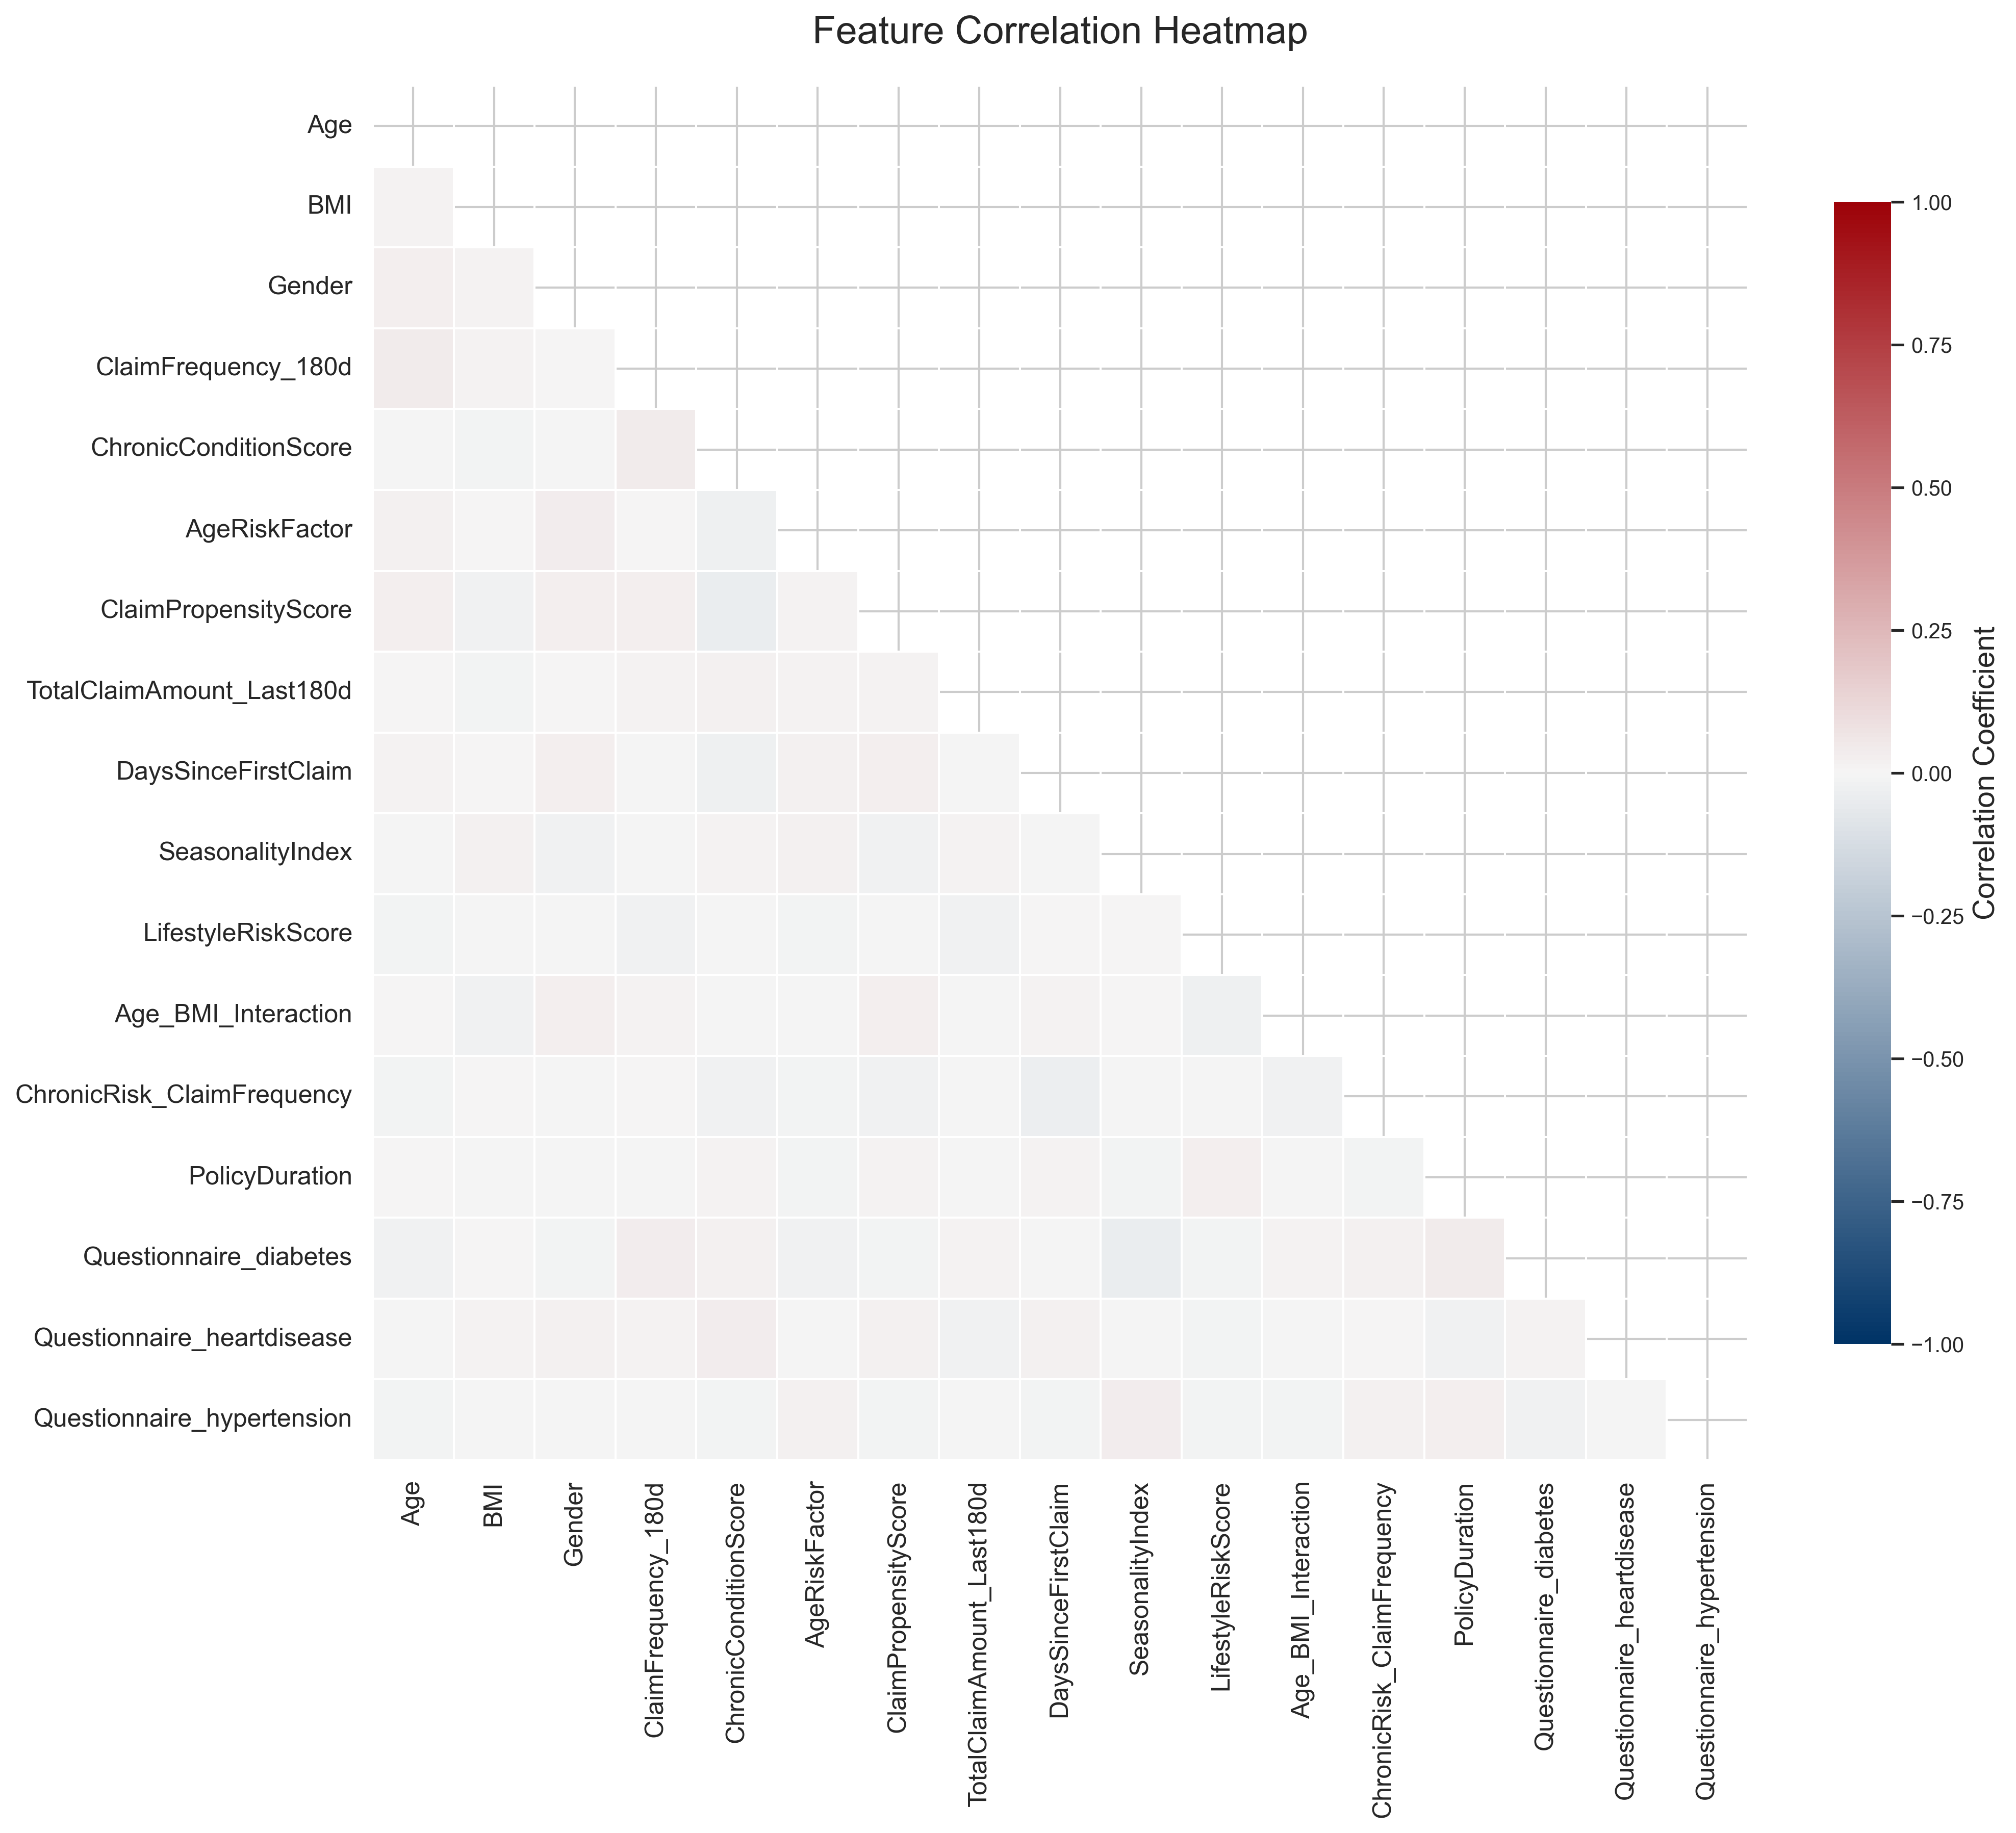 Feature Correlation Heatmap
Age
BMI
Gender
ClaimFrequency_180d
ChronicConditionScore
AgeRiskFactor
ClaimPropensityScore
TotalClaimAmount_Last180d
DaysSinceFirstClaim
SeasonalityIndex
LifestyleRiskScore
Age_BMI_Interaction
ChronicRisk_ClaimFrequency
PolicyDuration
Questionnaire_diabetes
Questionnaire_heartdisease
Questionnaire_hypertension
Age
BMI
Gender
ClaimFrequency_180d
ChronicConditionScore
AgeRiskFactor
ClaimPropensityScore
TotalClaimAmount_Last180d
DaysSinceFirstClaim
SeasonalityIndex
LifestyleRiskScore
Age_BMI_Interaction
ChronicRisk_ClaimFrequency
PolicyDuration
Questionnaire_diabetes
Questionnaire_heartdisease
Questionnaire_hypertension
1.00
0.75
0.50
0.25
0.00
−0.25
−0.50
−0.75
−1.00
Correlation Coefficient